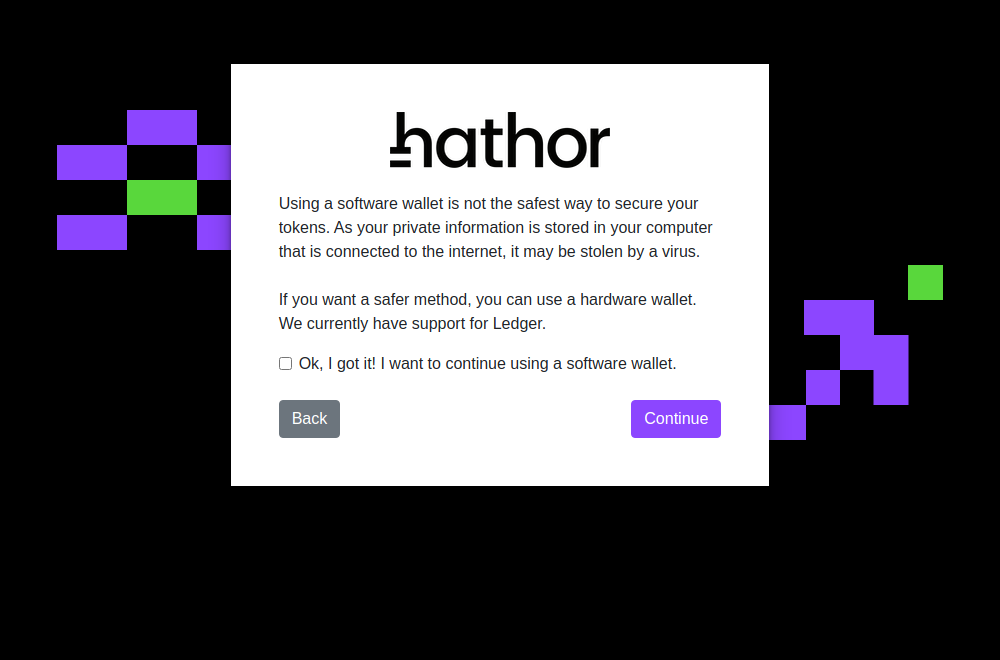 hathor
Using a software wallet is not the safest way to secure your
tokens. As your private information is stored in your computer
that is connected to the internet, it may be stolen by a virus.
If you want a safer method, you can use a hardware wallet.
We currently have support for Ledger.
Ok, I got it! I want to continue using a software wallet.
Back
Continue